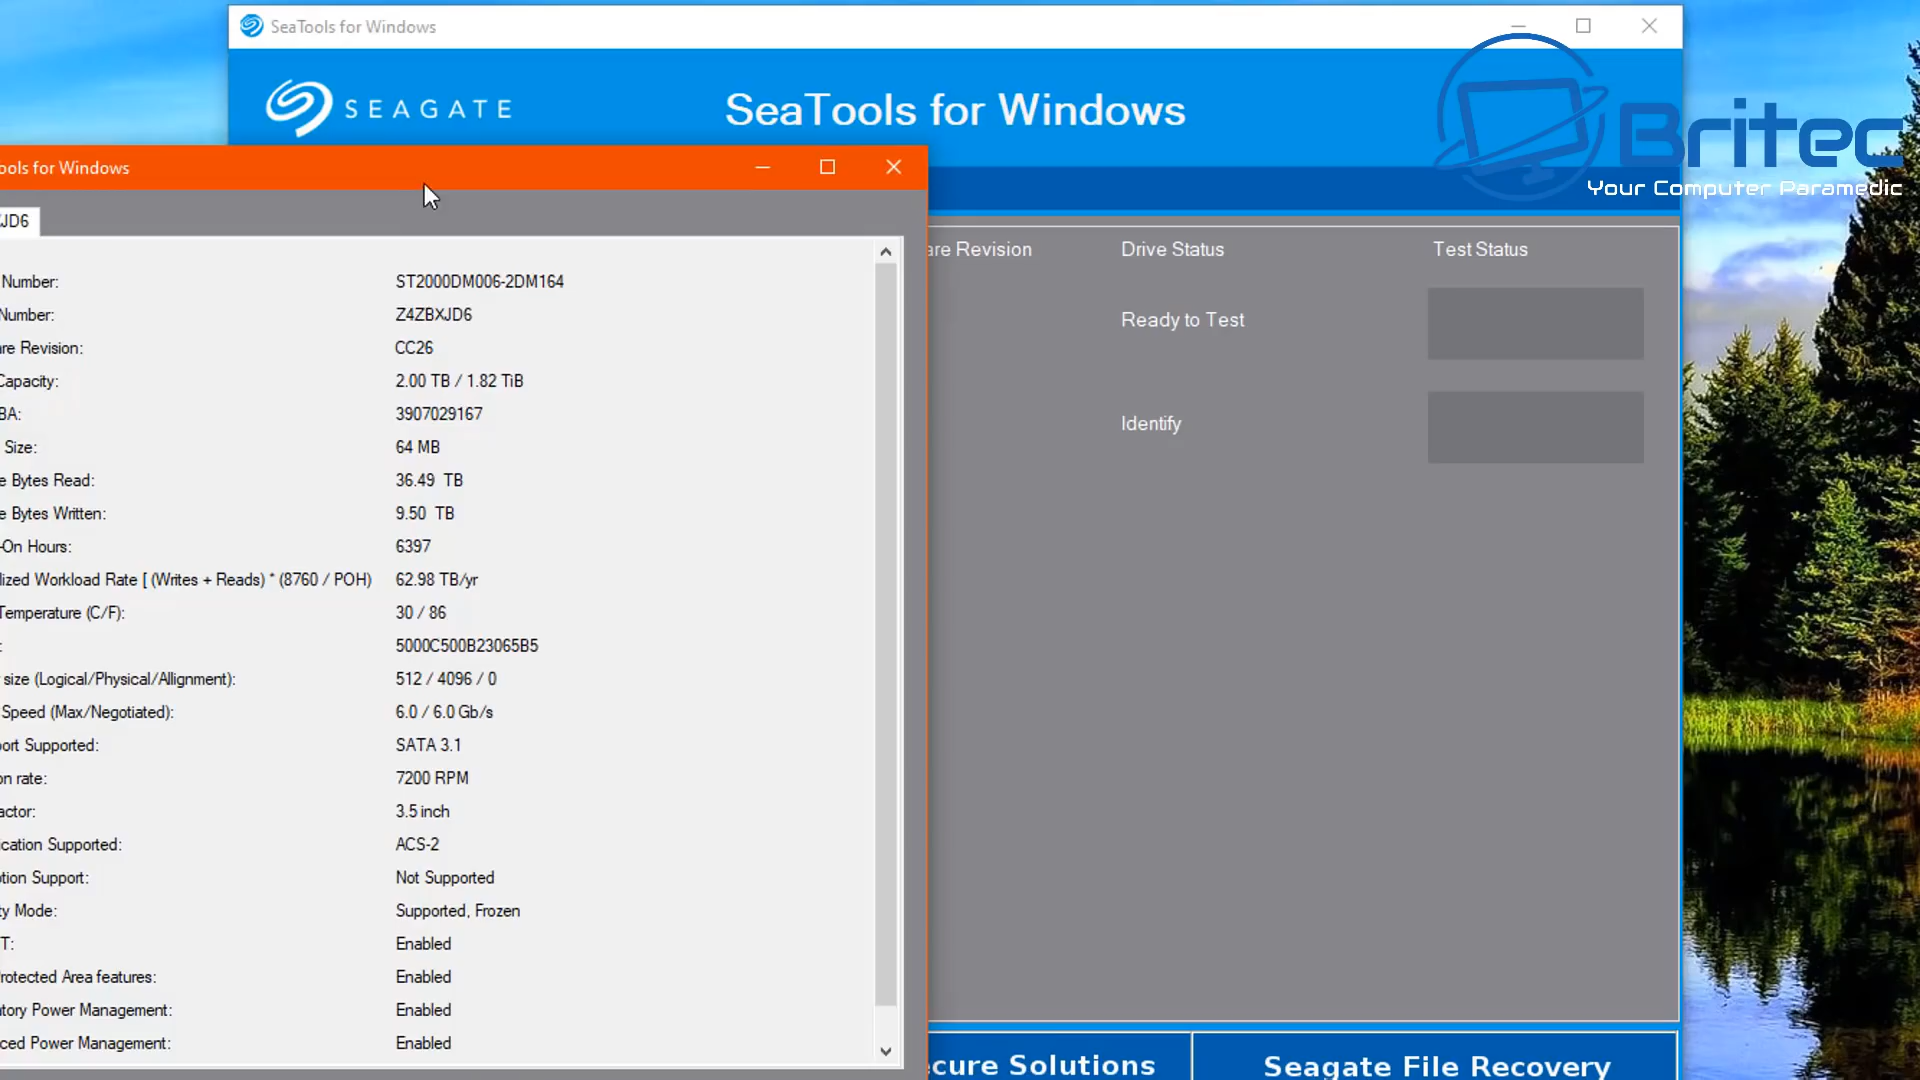 SeaTools for Windows
SEAGATE
SeaTools for Windows
Britec
Your Computer Paramedic
ools for Windows
JD6
are Revision
Drive Status
Test Status
Number: ST2000DM006-2DM164
Number: Z4ZBXJD6
Ready to Test
re Revision: CC26
Capacity: 2.00 TB / 1.82 TiB
BA: 3907029167
Identify
Size: 64 MB
e Bytes Read: 36.49 TB
e Bytes Written: 9.50 TB
-On Hours: 6397
lized Workload Rate [ (Writes + Reads) * (8760 / POH) 62.98 TB/yr
Temperature (C/F): 30 / 86
: 5000C500B23065B5
size (Logical/Physical/Allignment): 512 / 4096 / 0
Speed (Max/Negotiated): 6.0 / 6.0 Gb/s
ort Supported: SATA 3.1
on rate: 7200 RPM
actor: 3.5 inch
ication Supported: ACS-2
tion Support: Not Supported
ty Mode: Supported, Frozen
T: Enabled
rotected Area features: Enabled
tory Power Management: Enabled
ced Power Management: Enabled
cure Solutions
Seagate File Recovery